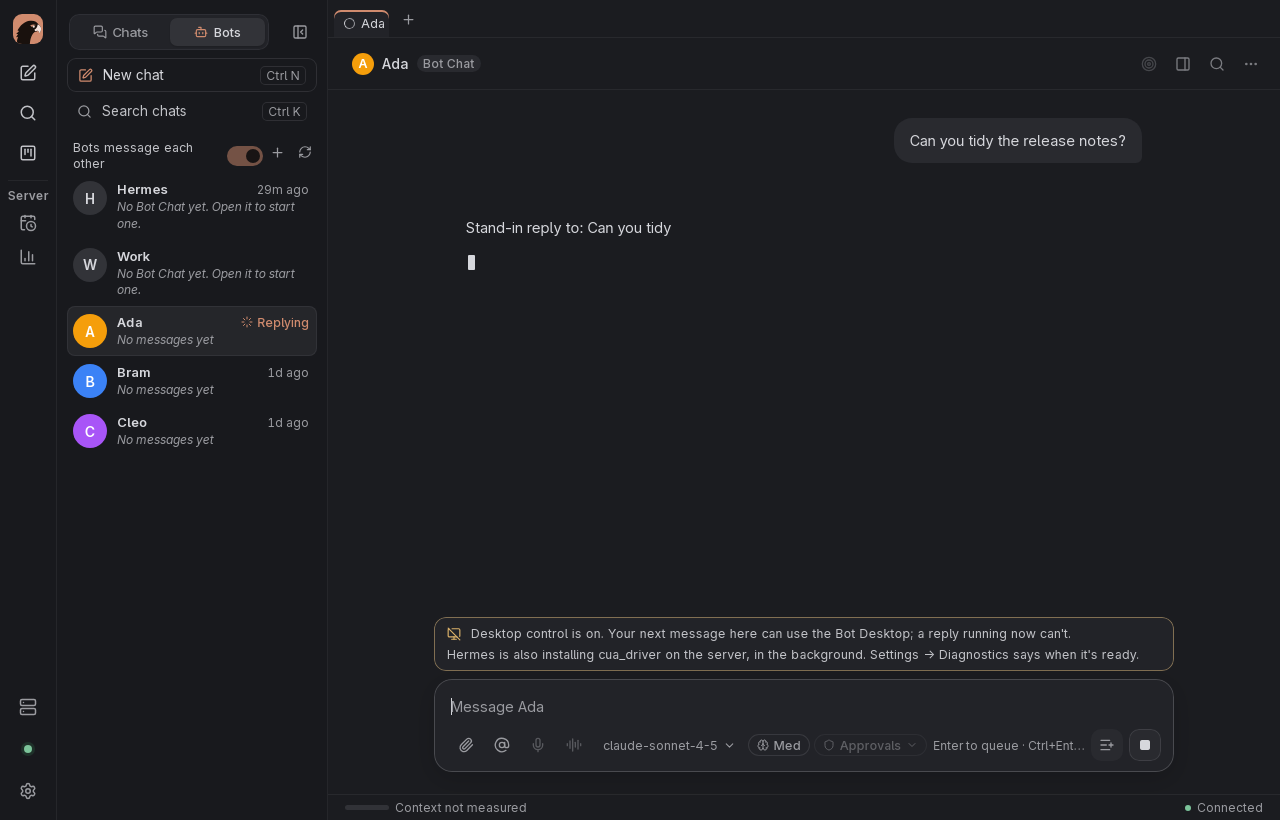 Chats
Bots
New chat
Ctrl N
Search chats
Ctrl K
Bots message each
other
Server
H
Hermes
29m ago
No Bot Chat yet. Open it to start
one.
W
Work
No Bot Chat yet. Open it to start
one.
A
Ada
Replying
No messages yet
B
Bram
1d ago
No messages yet
C
Cleo
1d ago
No messages yet
Ada
A
Ada
Bot Chat
Can you tidy the release notes?
Stand-in reply to: Can you tidy
Desktop control is on. Your next message here can use the Bot Desktop; a reply running now can't.
Hermes is also installing cua_driver on the server, in the background. Settings → Diagnostics says when it's ready.
Message Ada
claude-sonnet-4-5
Med
Approvals
Enter to queue · Ctrl+Ent…
Context not measured
Connected